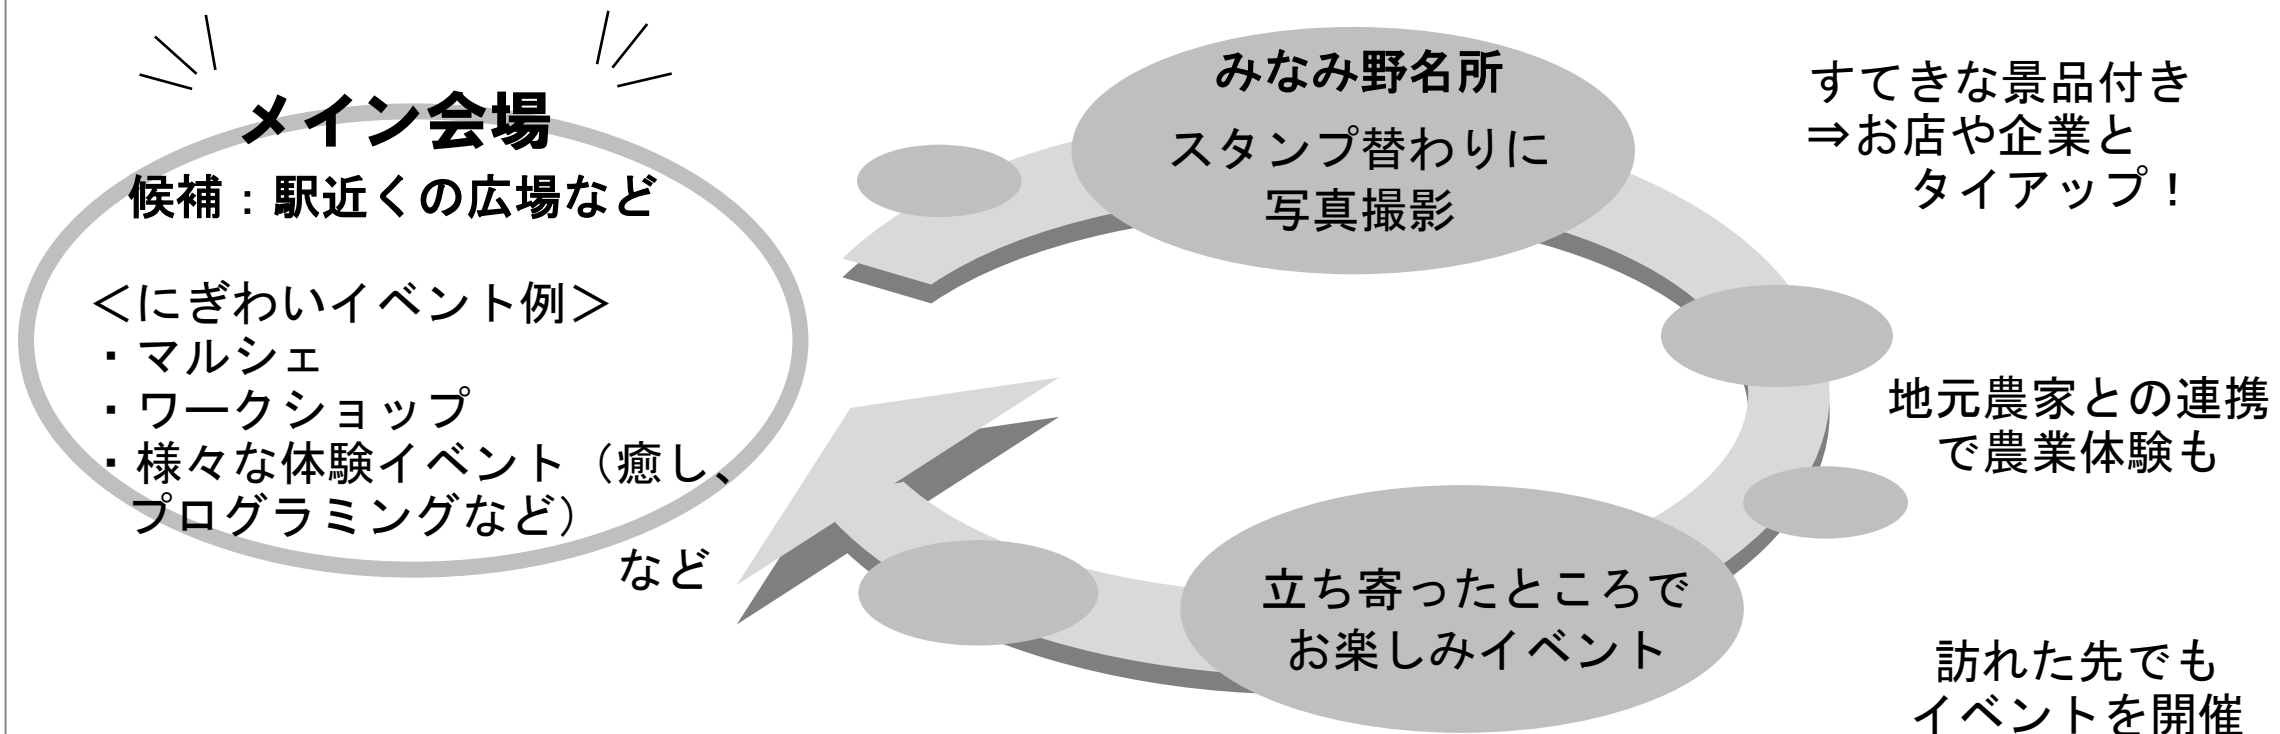 メイン会場
候補：駅近くの広場など
＜にぎわいイベント例＞
・マルシェ
・ワークショップ
・様々な体験イベント（癒し、
プログラミングなど）
など
みなみ野名所
スタンプ替わりに
写真撮影
立ち寄ったところで
お楽しみイベント
すてきな景品付き
⇒お店や企業と
タイアップ！
地元農家との連携
で農業体験も
訪れた先でも
イベントを開催